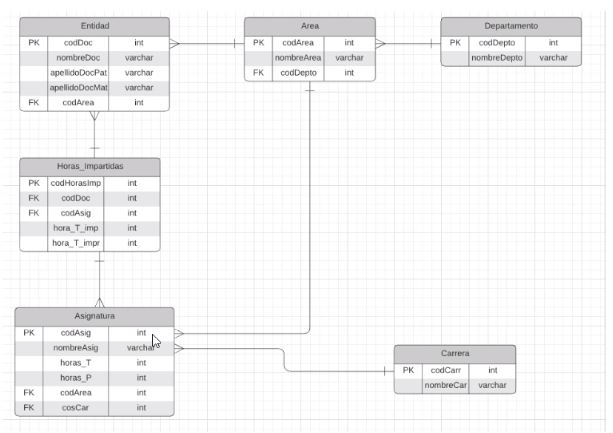 Entidad
PK codDoc int
nombreDoc varchar
apellidoDocPat varchar
apellidoDocMat varchar
FK codArea int
Area
PK codArea int
nombreArea varchar
FK codDepto int
Departamento
PK codDepto int
nombreDepto varchar
Horas_Impartidas
PK codHorasImp int
FK codDoc int
FK codAsig int
hora_T_imp int
hora_T_impr int
Asignatura
PK codAsig int
nombreAsig varchar
horas_T int
horas_P int
FK codArea int
FK cosCar int
Carrera
PK codCarr int
nombreCar varchar